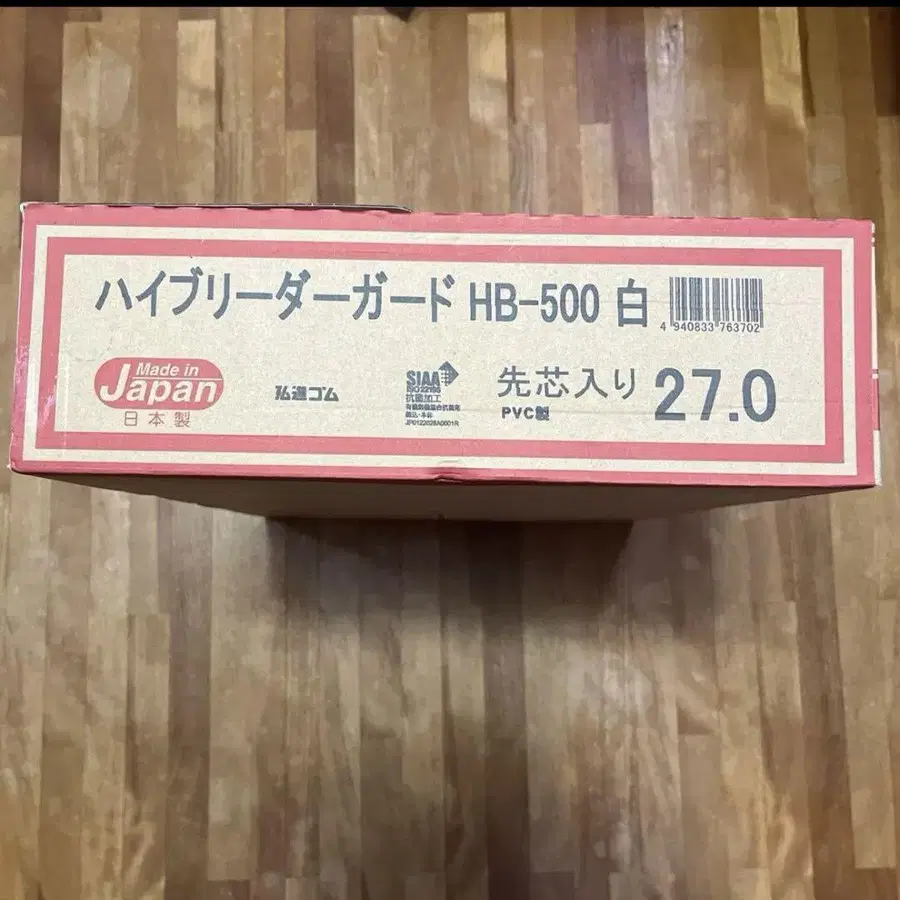 ハイブリーダーガード HB-500 白
4 940833 763702
Made in
Japan
日本製
弘進ゴム
SIAA
ISO22196
抗菌加工
JP0122028A0001R
先芯入り
PVC製
27.0